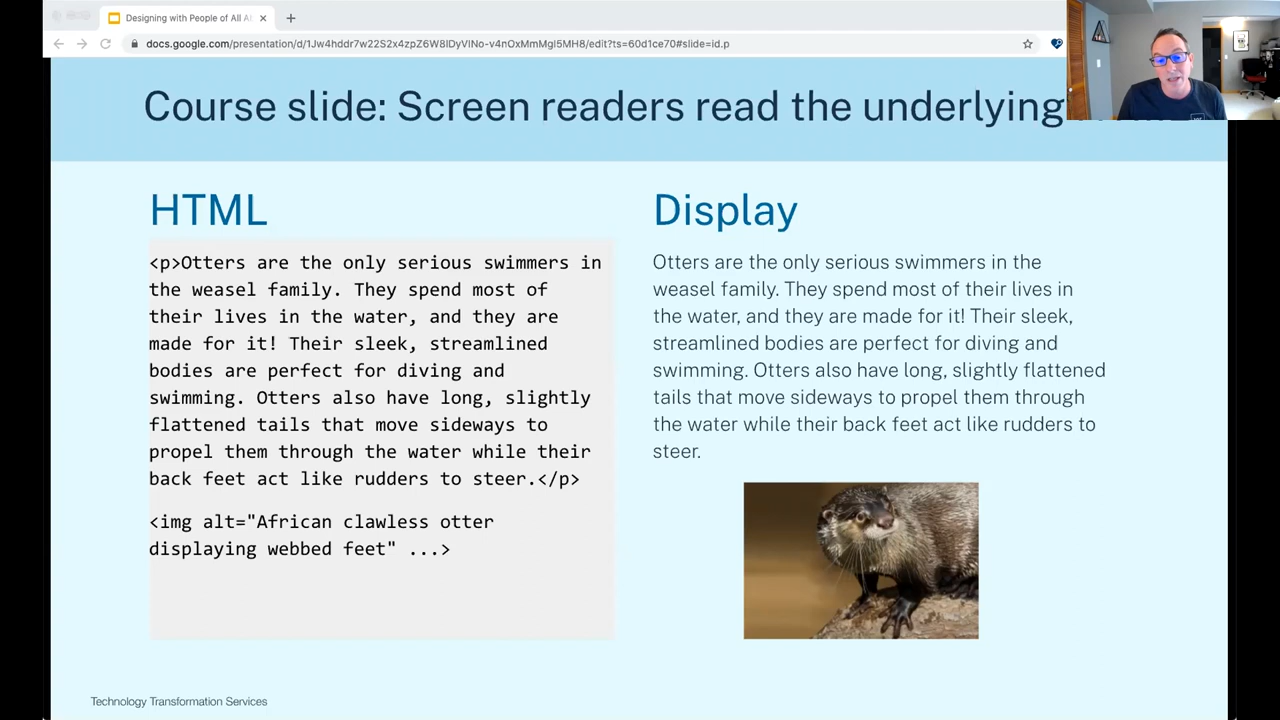 Designing with People of All A
docs.google.com/presentation/d/1Jw4hddr7w22S2x4zpZ6W8lDyVlNo-v4nOxMmMgl5MH8/edit?ts=60d1ce70#slide=id.p
Course slide: Screen readers read the underlying
HTML
<p>Otters are the only serious swimmers in
the weasel family. They spend most of
their lives in the water, and they are
made for it! Their sleek, streamlined
bodies are perfect for diving and
swimming. Otters also have long, slightly
flattened tails that move sideways to
propel them through the water while their
back feet act like rudders to steer.</p>
<img alt="African clawless otter
displaying webbed feet" ...>
Display
Otters are the only serious swimmers in the
weasel family. They spend most of their lives in
the water, and they are made for it! Their sleek,
streamlined bodies are perfect for diving and
swimming. Otters also have long, slightly flattened
tails that move sideways to propel them through
the water while their back feet act like rudders to
steer.
Technology Transformation Services